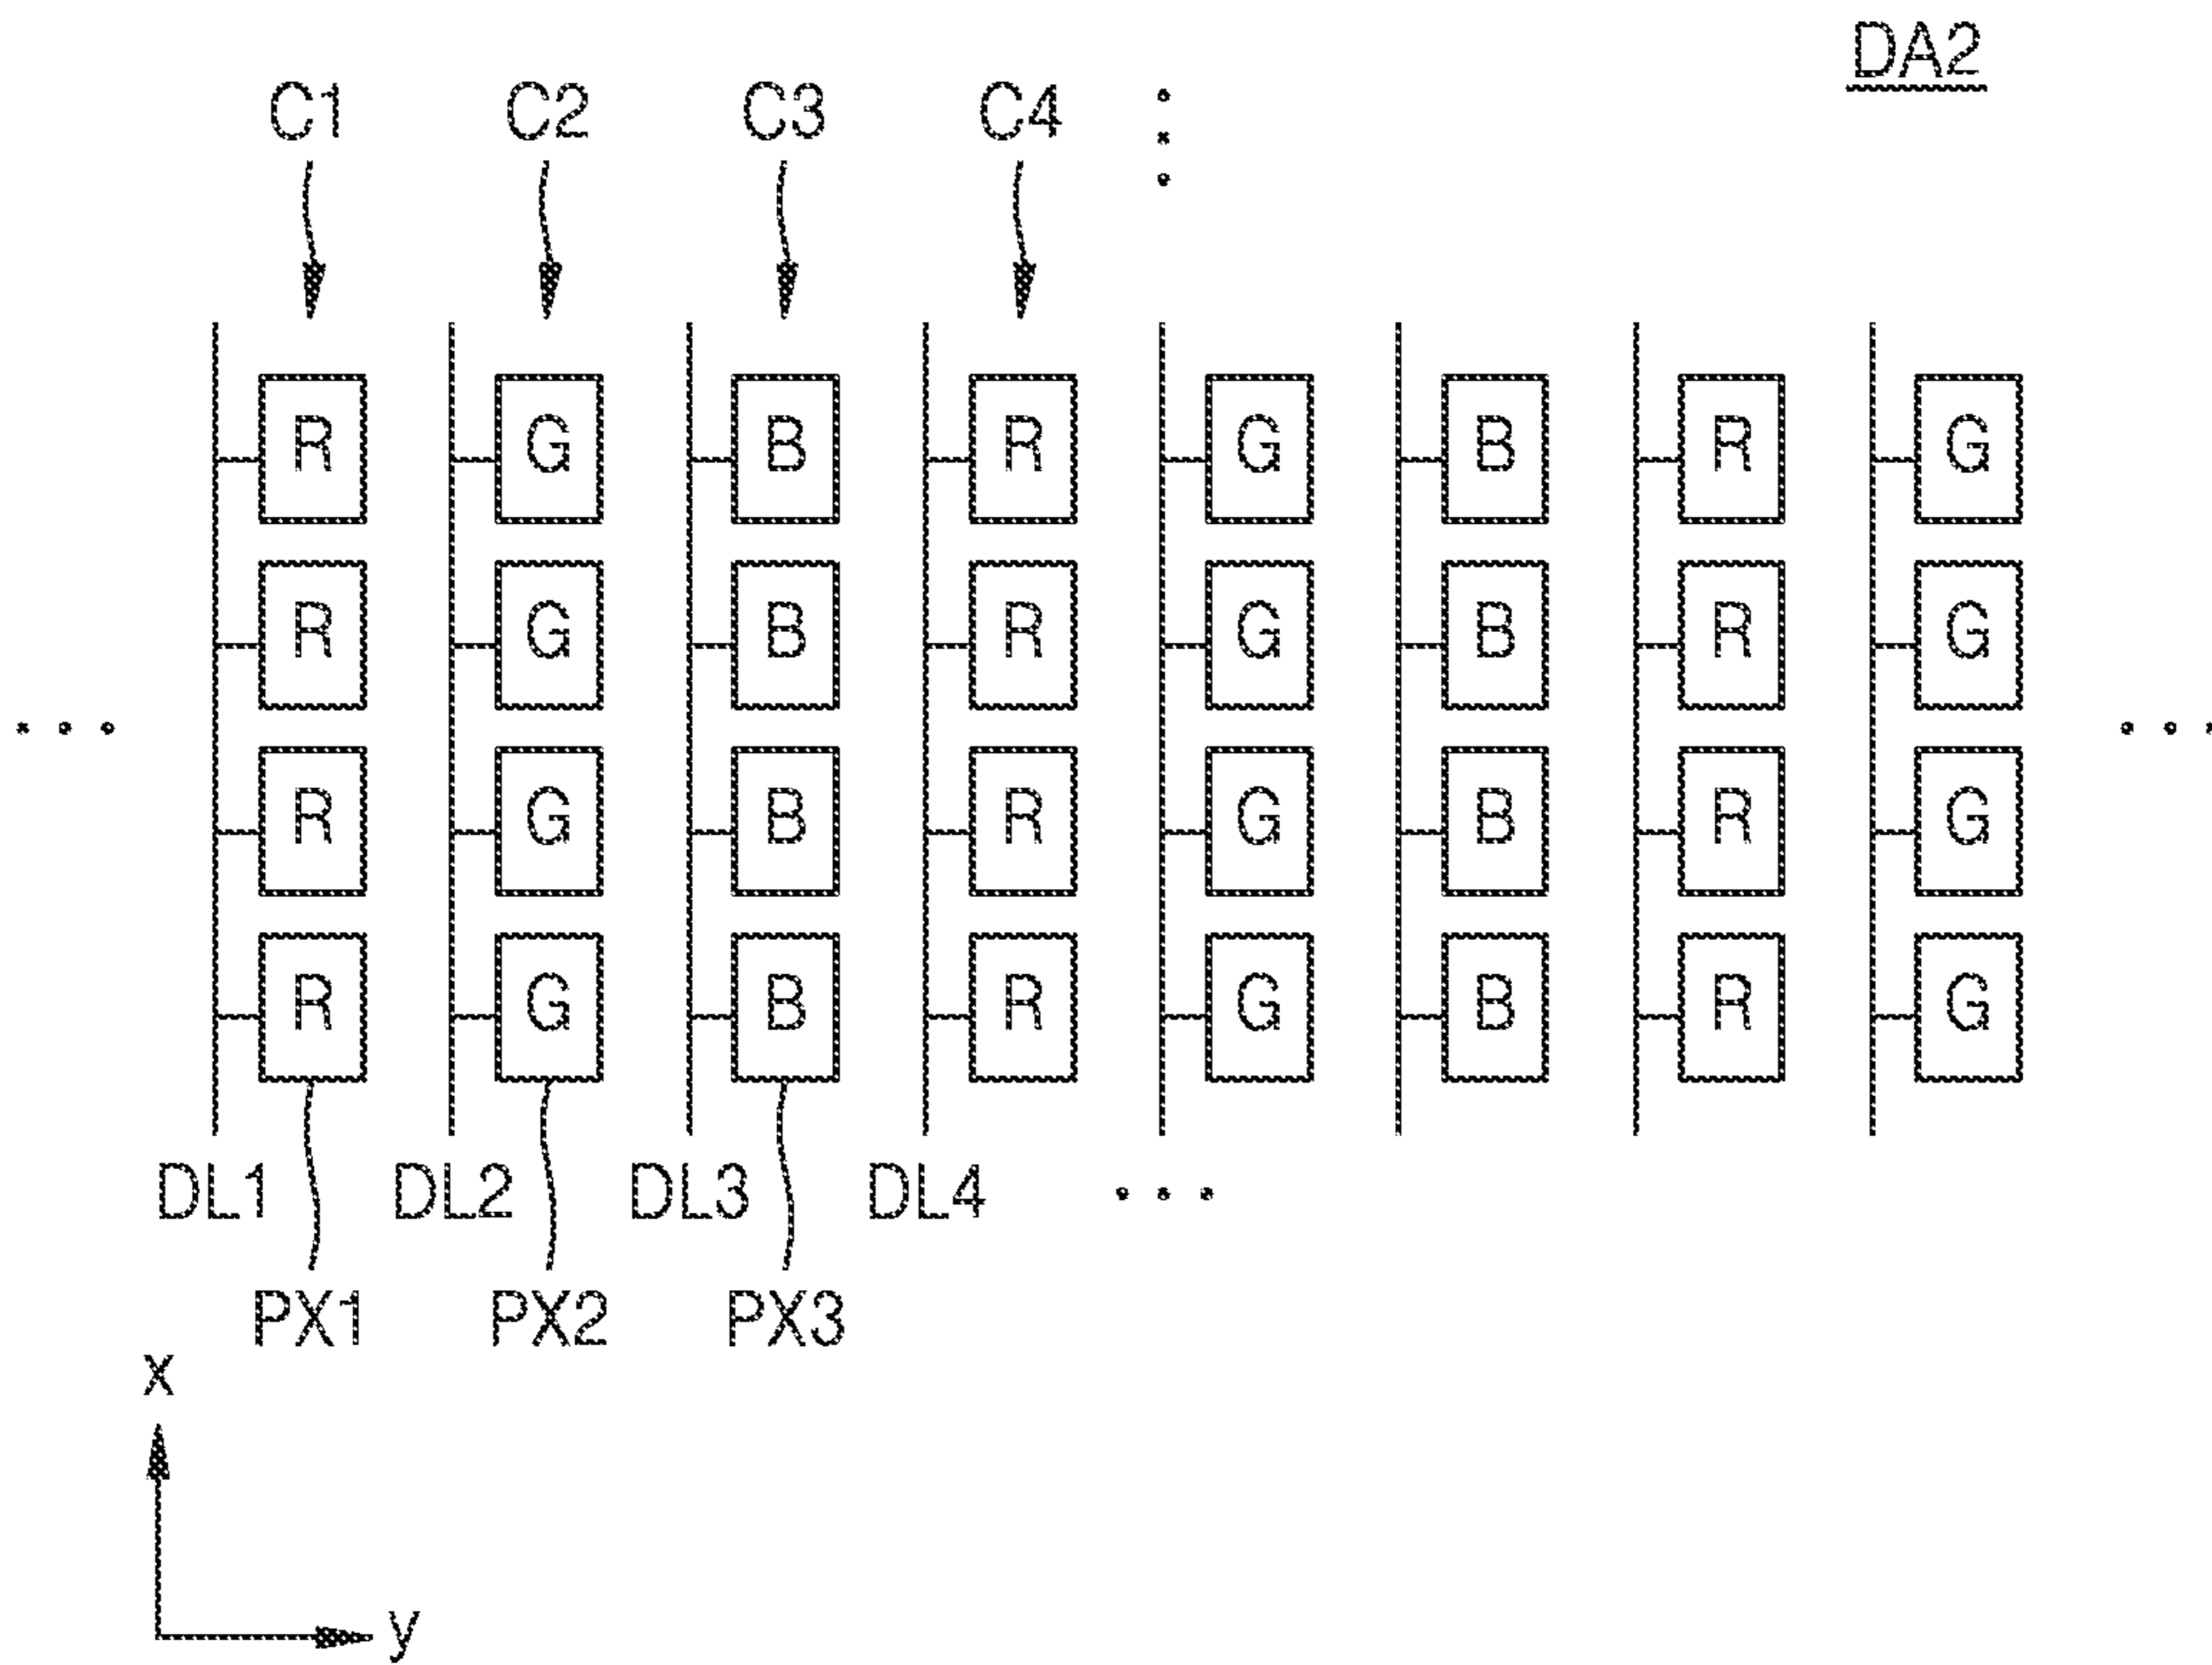 DA2
C1 C2 C3 C4
R G B R G B R G
R G B R G B R G
R G B R G B R G
R G B R G B R G
DL1 DL2 DL3 DL4
PX1 PX2 PX3
x
y